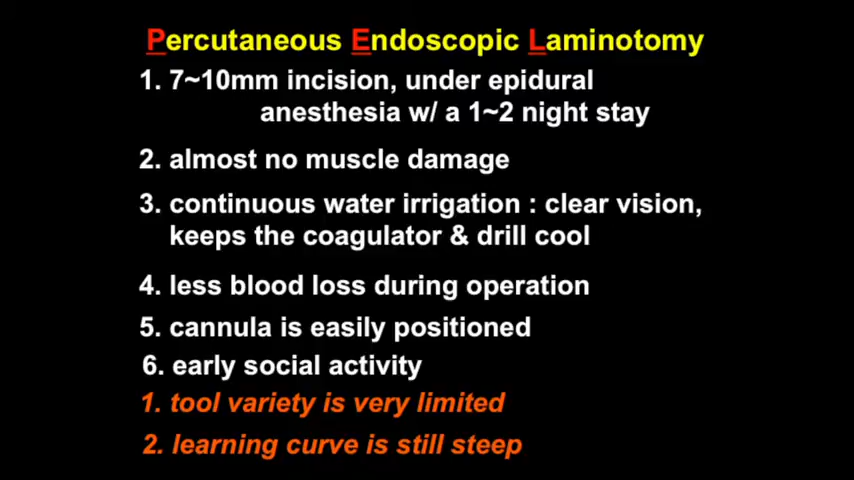 Percutaneous Endoscopic Laminotomy
1. 7~10mm incision, under epidural
anesthesia w/ a 1~2 night stay
2. almost no muscle damage
3. continuous water irrigation : clear vision,
keeps the coagulator & drill cool
4. less blood loss during operation
5. cannula is easily positioned
6. early social activity
1. tool variety is very limited
2. learning curve is still steep